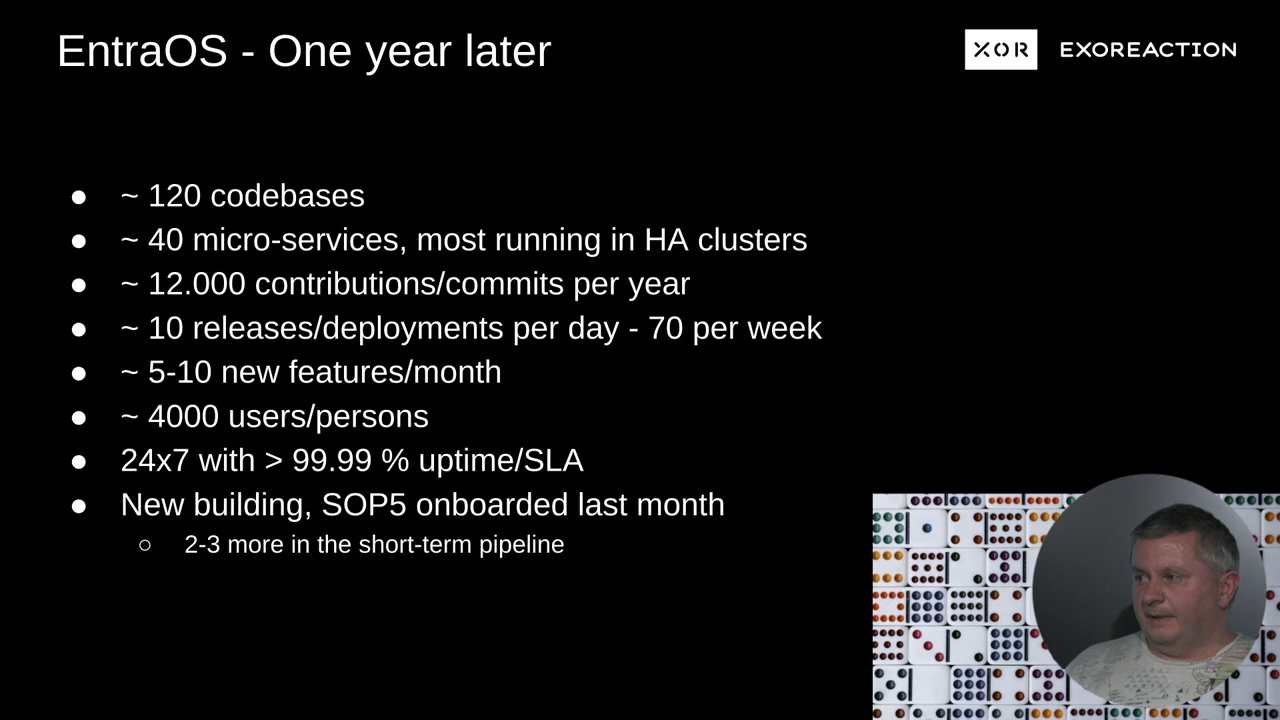 EntraOS - One year later
XOR EXOREACTION
● ~ 120 codebases
● ~ 40 micro-services, most running in HA clusters
● ~ 12.000 contributions/commits per year
● ~ 10 releases/deployments per day - 70 per week
● ~ 5-10 new features/month
● ~ 4000 users/persons
● 24x7 with > 99.99 % uptime/SLA
● New building, SOP5 onboarded last month
○ 2-3 more in the short-term pipeline